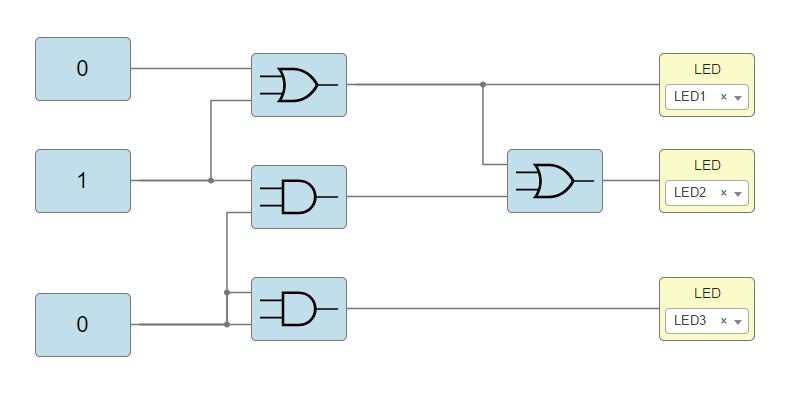 0
LED
LED1 ×
1
LED
LED2 ×
0
LED
LED3 ×